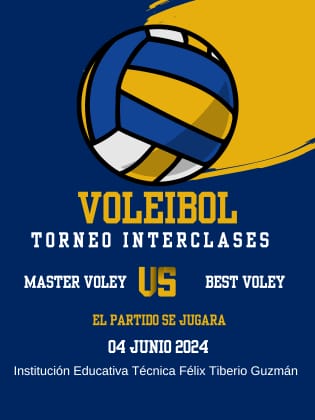 VOLEIBOL
TORNEO INTERCLASES
MASTER VOLEY US BEST VOLEY
EL PARTIDO SE JUGARA
04 JUNIO 2024
Institución Educativa Técnica Félix Tiberio Guzmán